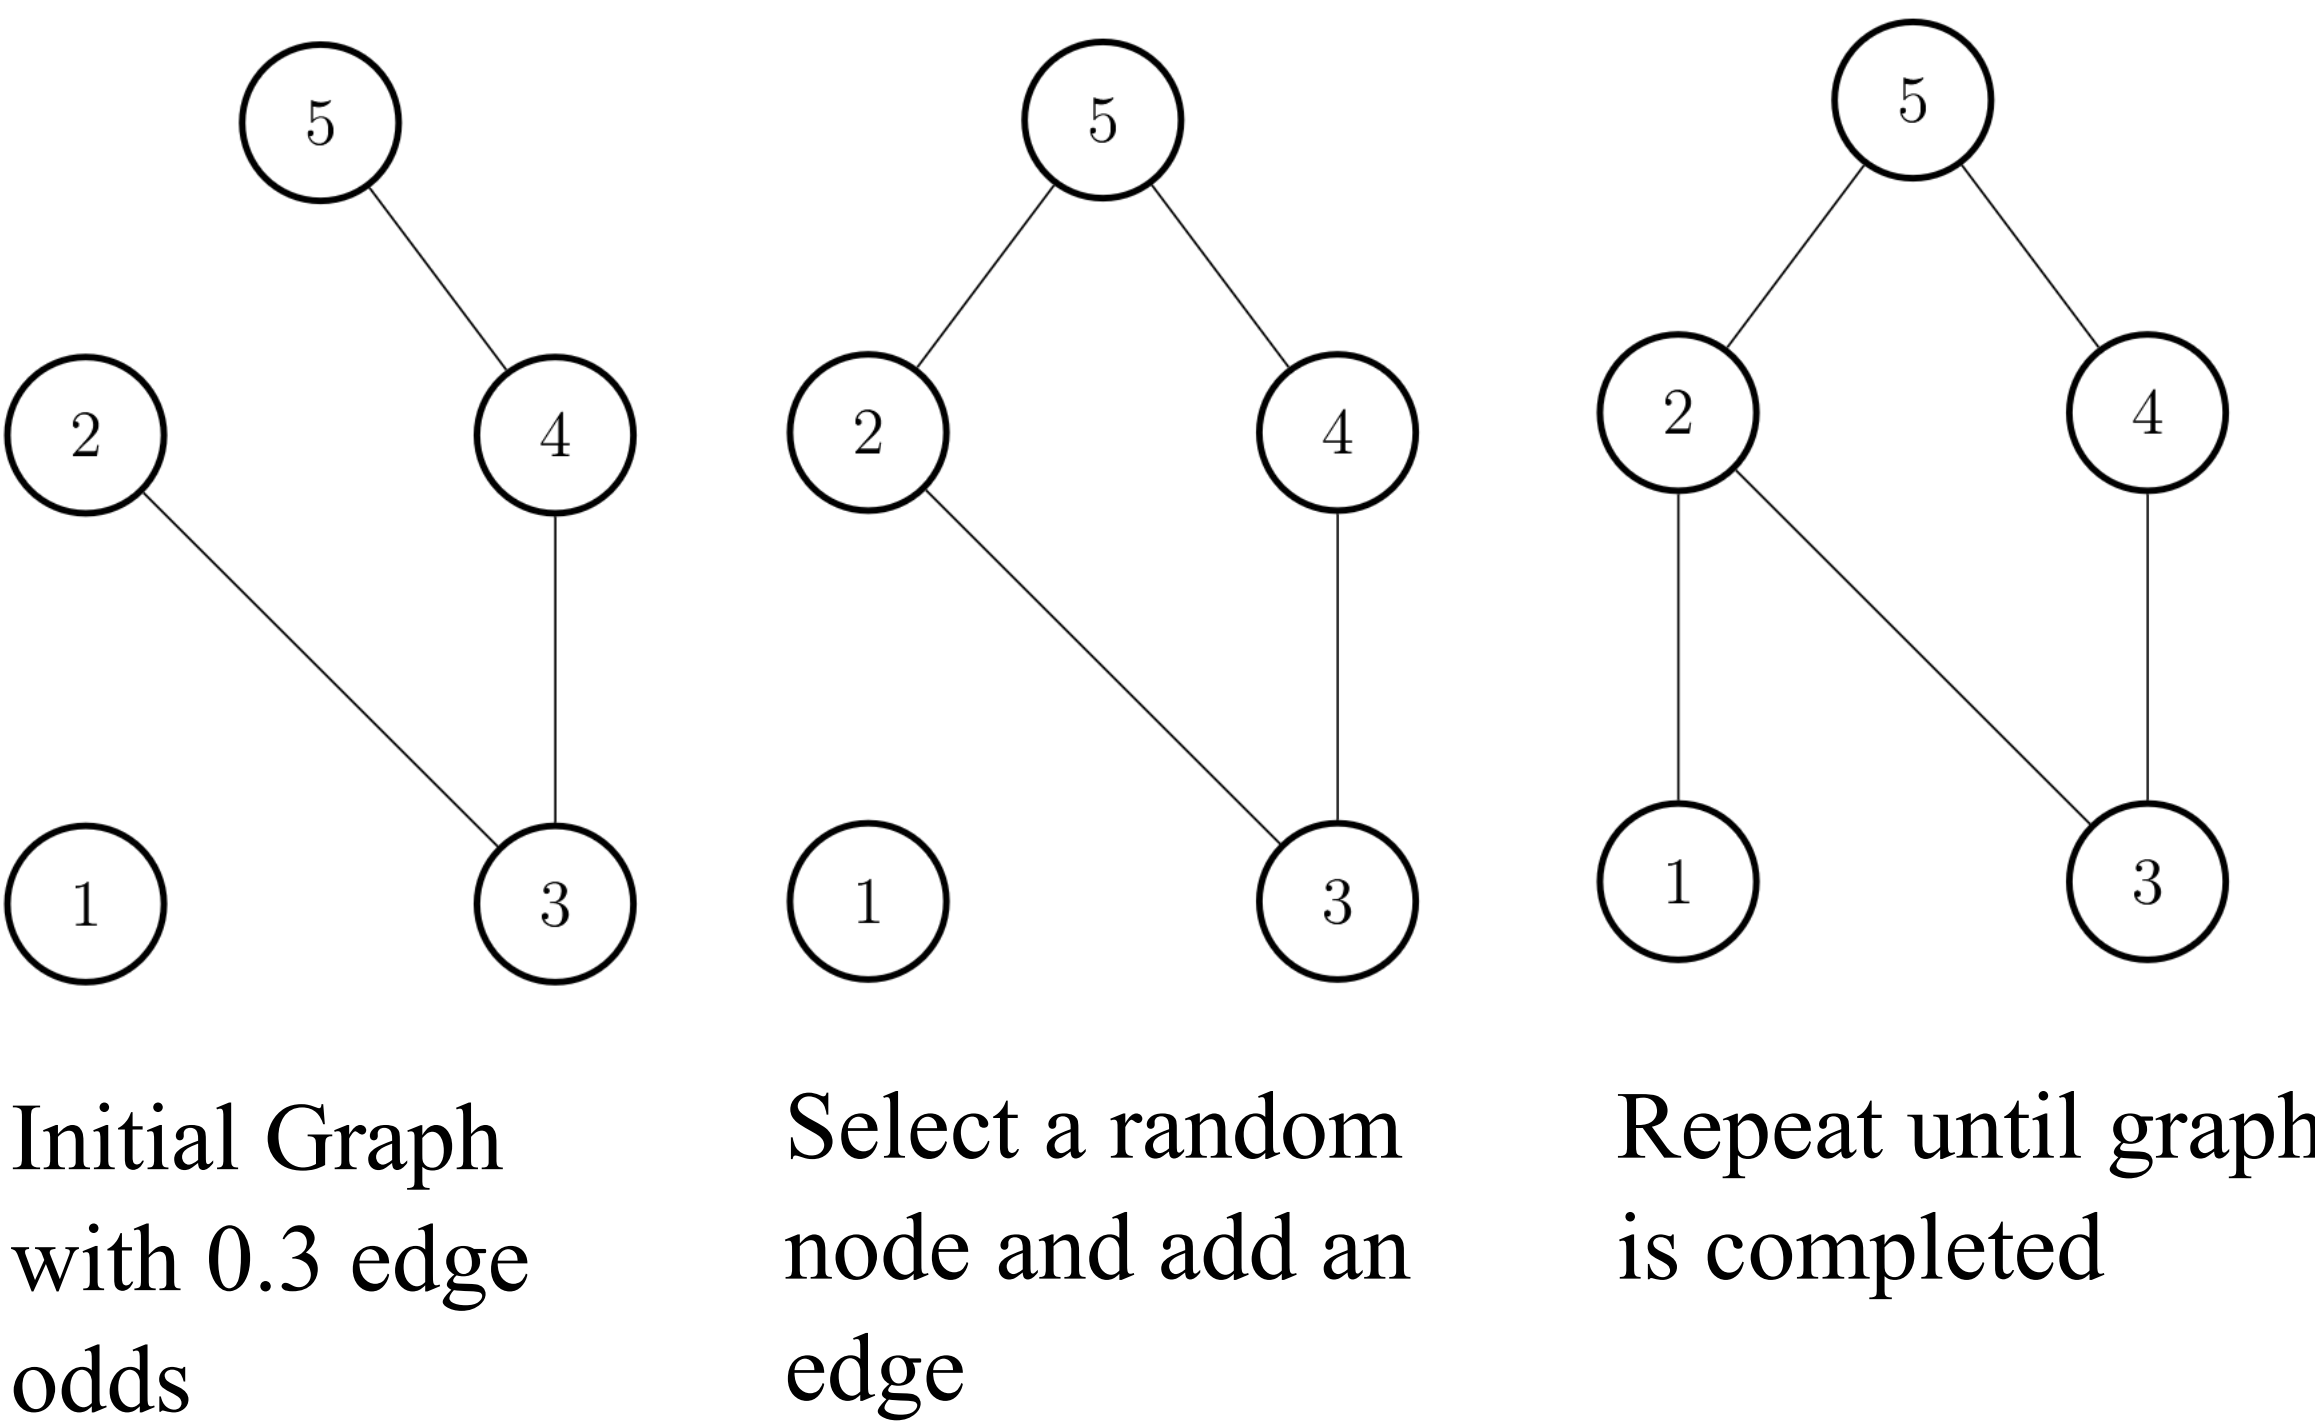 5
5
5
2
4
2
4
2
4
1
3
1
3
1
3
Initial Graph
with 0.3 edge
odds
Select a random
node and add an
edge
Repeat until graph
is completed